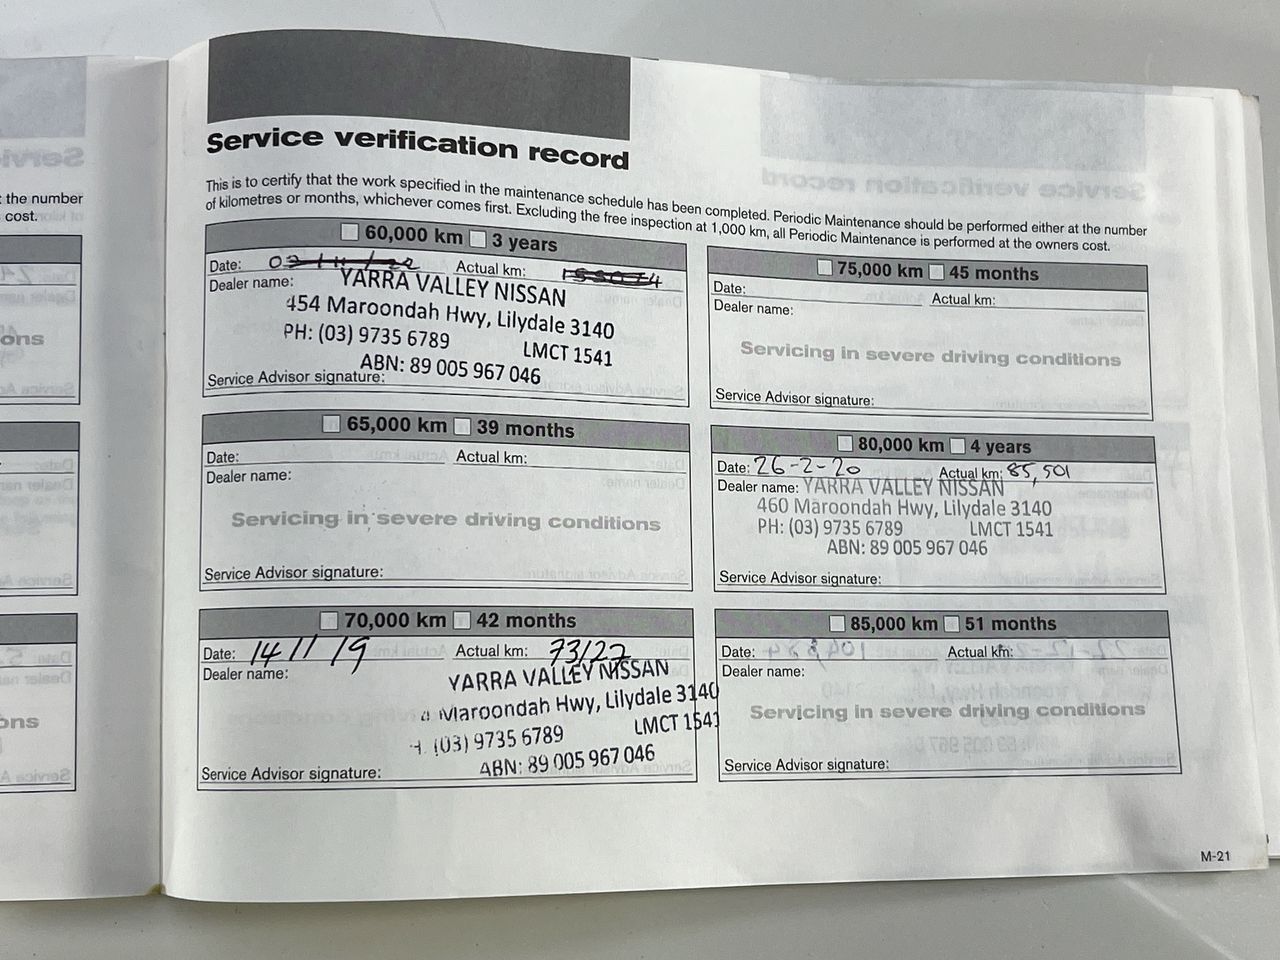 the number
cost.
ons
ons
Service verification record
This is to certify that the work specified in the maintenance schedule has been completed. Periodic Maintenance should be performed either at the number
of kilometres or months, whichever comes first. Excluding the free inspection at 1,000 km, all Periodic Maintenance is performed at the owners cost.
60,000 km 3 years
Date: Actual km:
Dealer name: YARRA VALLEY NISSAN
454 Maroondah Hwy, Lilydale 3140
PH: (03) 9735 6789 LMCT 1541
ABN: 89 005 967 046
Service Advisor signature:
75,000 km 45 months
Date: Actual km:
Dealer name:
Servicing in severe driving conditions
Service Advisor signature:
65,000 km 39 months
Date: Actual km:
Dealer name:
Servicing in severe driving conditions
Service Advisor signature:
80,000 km 4 years
Date: 26-2-20 Actual km: 85,501
Dealer name: YARRA VALLEY NISSAN
460 Maroondah Hwy, Lilydale 3140
PH: (03) 9735 6789 LMCT 1541
ABN: 89 005 967 046
Service Advisor signature:
70,000 km 42 months
Date: 14/1/19 Actual km: 73122
Dealer name: YARRA VALLEY NISSAN
Maroondah Hwy, Lilydale 3140
(03) 9735 6789 LMCT 1541
ABN: 89 005 967 046
Service Advisor signature:
85,000 km 51 months
Date: Actual km:
Dealer name:
Servicing in severe driving conditions
Service Advisor signature:
M-21